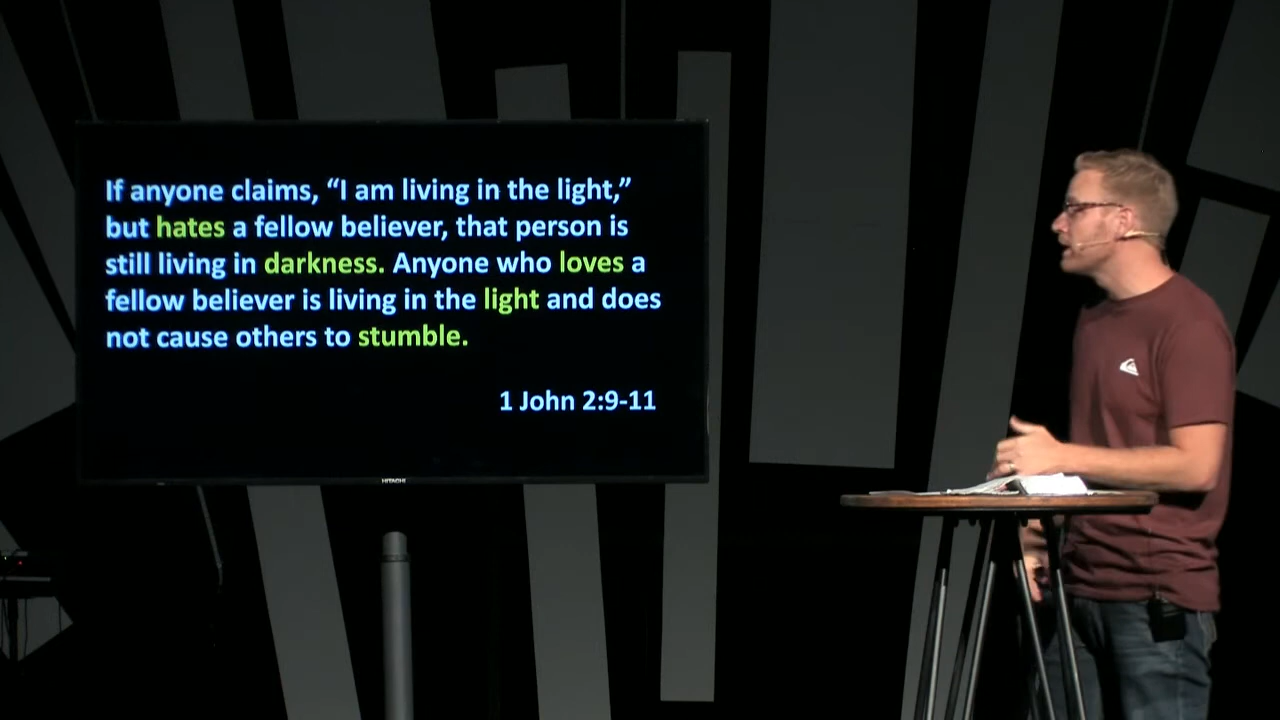 If anyone claims, “I am living in the light,”
but hates a fellow believer, that person is
still living in darkness. Anyone who loves a
fellow believer is living in the light and does
not cause others to stumble.
1 John 2:9-11
HITACHI